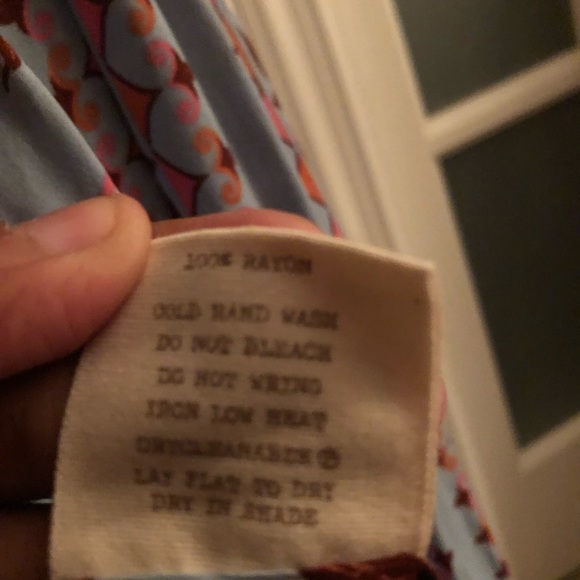 100% RAYON
COLD HAND WASH
DO NOT BLEACH
DO NOT WRING
IRON LOW HEAT
DRYCLEANABLE Ⓟ
LAY FLAT TO DRY
DRY IN SHADE